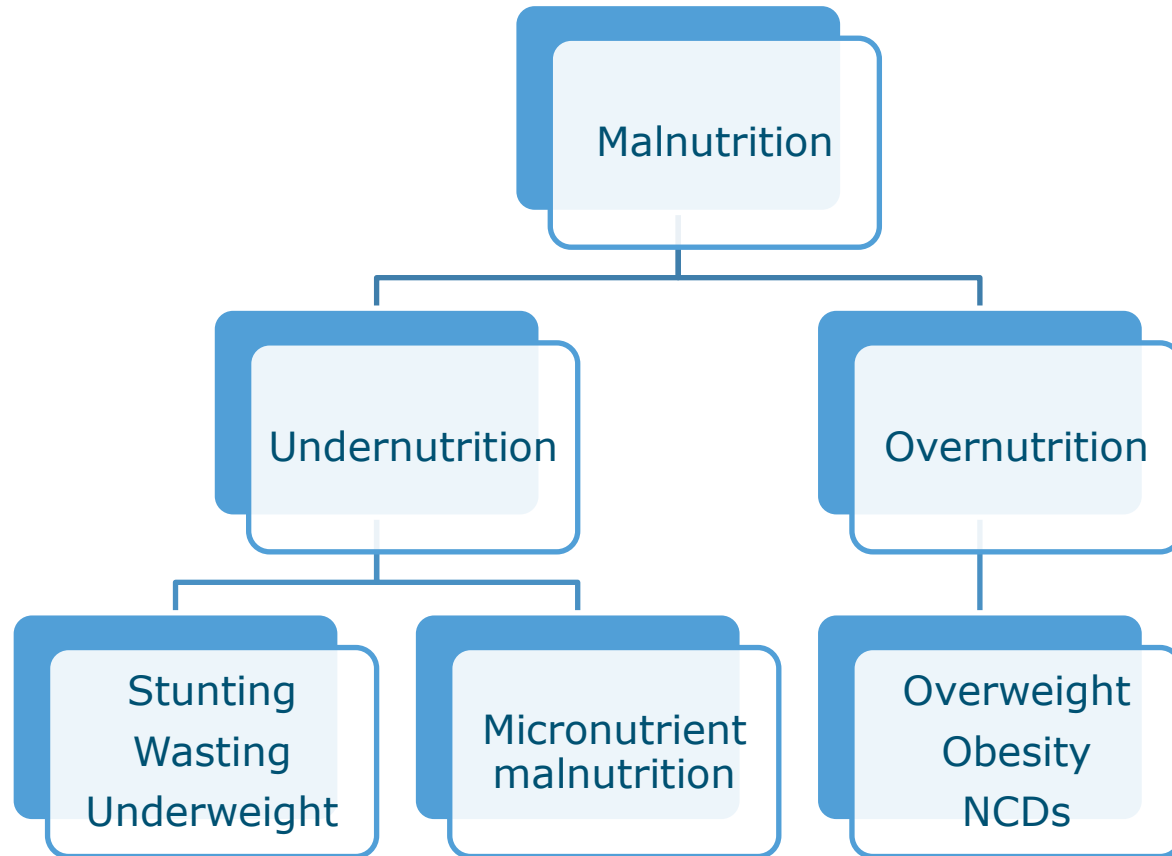 Malnutrition
Undernutrition
Overnutrition
Stunting
Wasting
Underweight
Micronutrient
malnutrition
Overweight
Obesity
NCDs